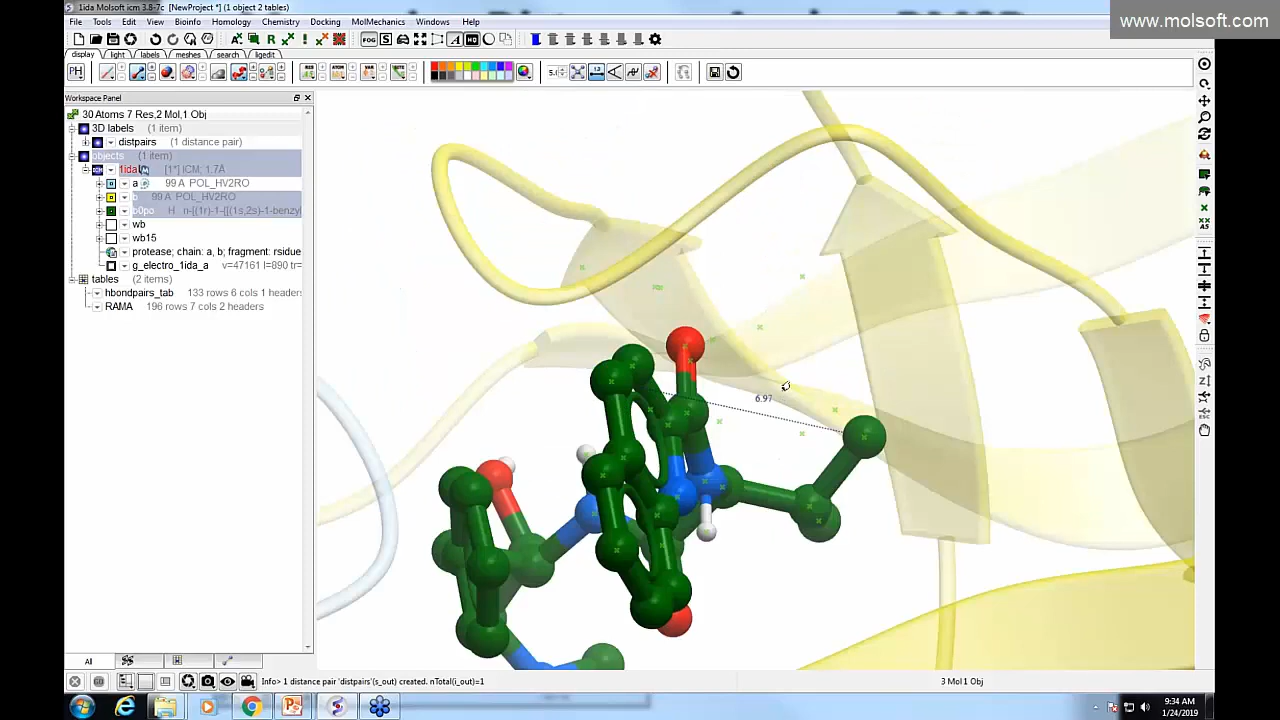 www.molsoft.com
1ida Molsoft icm 3.8-7c [NewProject * (1 object 2 tables)
File Tools Edit View Bioinfo Homology Chemistry Docking MolMechanics Windows Help
FOG
display light labels meshes search ligedit
PH
Workspace Panel
30 Atoms 7 Res,2 Mol,1 Obj
3D labels (1 item)
distpairs (1 distance pair)
objects (1 item)
1ida [1*] ICM; 1.7A
a 99 A POL_HV2RO
b 99 A POL_HV2RO
b0po H n-[(1r)-1-{[(1s,2s)-1-benzyl
wb
wb15
protease; chain: a, b; fragment: rsidue
g_electro_1ida_a v=47161 l=890 tr=
tables (2 items)
hbondpairs_tab 133 rows 6 cols 1 headers
RAMA 196 rows 7 cols 2 headers
6.97
All
Info> 1 distance pair 'distpairs'(s_out) created. nTotal(i_out)=1
3 Mol 1 Obj
9:34 AM
1/24/2019